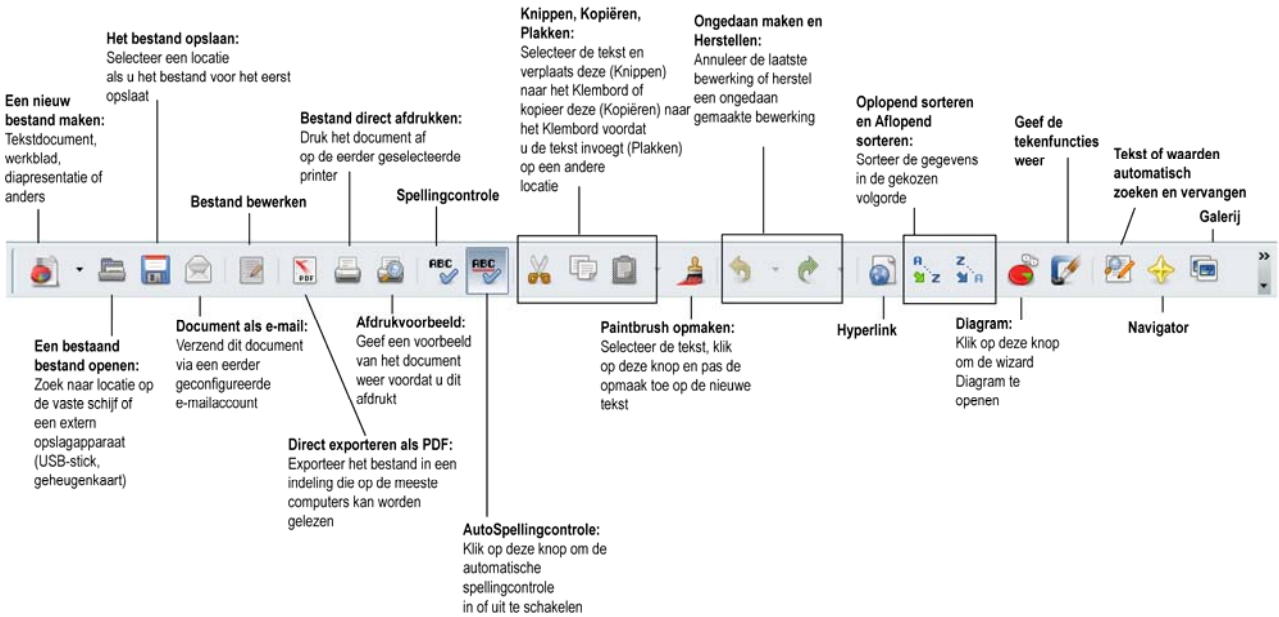 Een nieuw
bestand maken:
Tekstdocument,
werkblad,
diapresentatie of
anders
Het bestand opslaan:
Selecteer een locatie
als u het bestand voor het eerst
opslaat
Bestand bewerken
Bestand direct afdrukken:
Druk het document af
op de eerder geselecteerde
printer
Spellingcontrole
Knippen, Kopiëren,
Plakken:
Selecteer de tekst en
verplaats deze (Knippen)
naar het Klembord of
kopieer deze (Kopiëren) naar
het Klembord voordat
u de tekst invoegt (Plakken)
op een andere
locatie
Ongedaan maken en
Herstellen:
Annuleer de laatste
bewerking of herstel
een ongedaan
gemaakte bewerking
Oplopend sorteren
en Aflopend
sorteren:
Sorteer de gegevens
in de gekozen
volgorde
Geef de
tekenfuncties
weer
Tekst of waarden
automatisch
zoeken en vervangen
Galerij
PDF
ABC
ABC
A
Z
Z
A
Een bestaand
bestand openen:
Zoek naar locatie op
de vaste schijf of
een extern
opslagapparaat
(USB-stick,
geheugenkaart)
Document als e-mail:
Verzend dit document
via een eerder
geconfigureerde
e-mailaccount
Direct exporteren als PDF:
Exporteer het bestand in een
indeling die op de meeste
computers kan worden
gelezen
Afdrukvoorbeeld:
Geef een voorbeeld
van het document
weer voordat u dit
afdrukt
AutoSpellingcontrole:
Klik op deze knop om de
automatische
spellingcontrole
in of uit te schakelen
Paintbrush opmaken:
Selecteer de tekst, klik
op deze knop en pas de
opmaak toe op de nieuwe
tekst
Hyperlink
Diagram:
Klik op deze knop
om de wizard
Diagram te
openen
Navigator